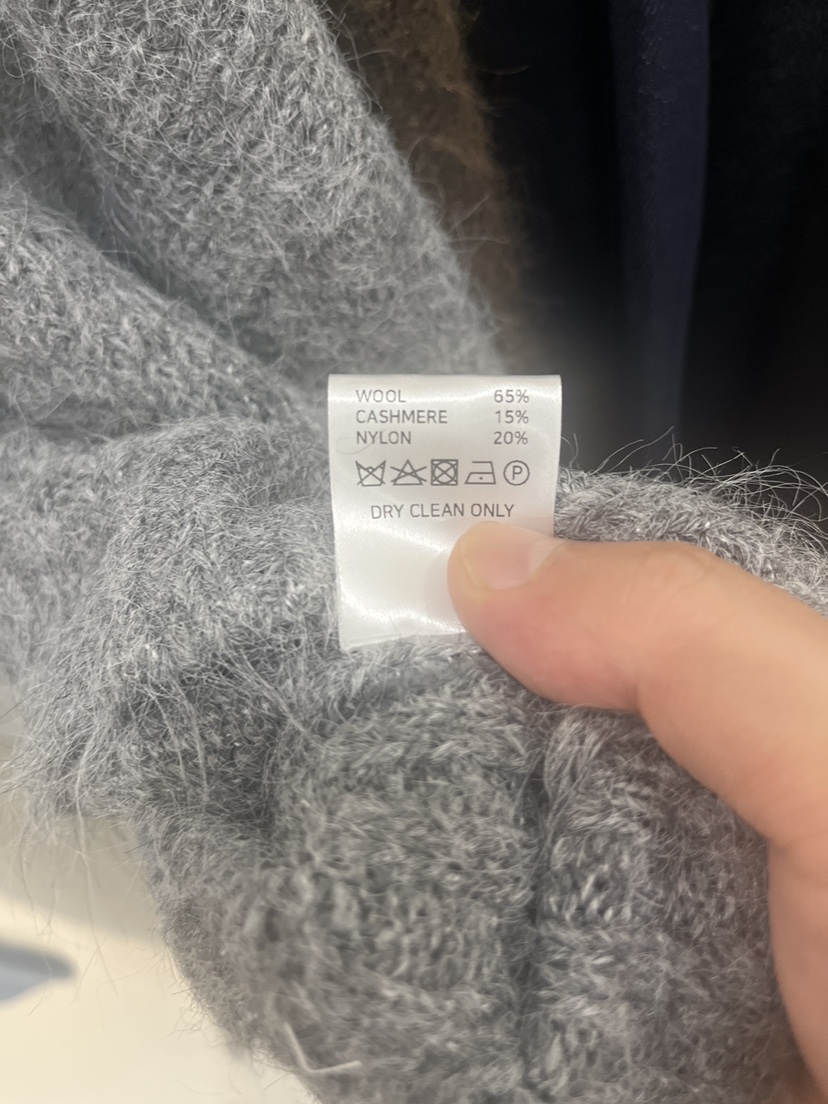 WOOL 65%
CASHMERE 15%
NYLON 20%
P
DRY CLEAN ONLY